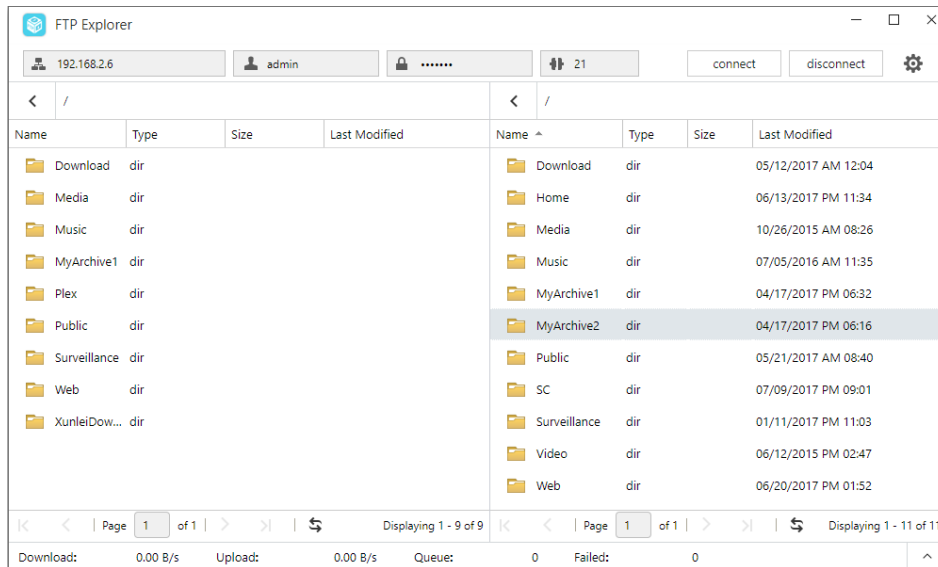 FTP Explorer
192.168.2.6 admin ••••••• 21 connect disconnect
/ /
Name Type Size Last Modified Name Type Size Last Modified
Download dir Download dir 05/12/2017 AM 12:04
Media dir Home dir 06/13/2017 PM 11:34
Music dir Media dir 10/26/2015 AM 08:26
MyArchive1 dir Music dir 07/05/2016 AM 11:35
Plex dir MyArchive1 dir 04/17/2017 PM 06:32
Public dir MyArchive2 dir 04/17/2017 PM 06:16
Surveillance dir Public dir 05/21/2017 AM 08:40
Web dir SC dir 07/09/2017 PM 09:01
XunleiDow... dir Surveillance dir 01/11/2017 PM 11:03
Video dir 06/12/2015 PM 02:47
Web dir 06/20/2017 PM 01:52
Page 1 of 1 Displaying 1 - 9 of 9 Page 1 of 1 Displaying 1 - 11 of 11
Download: 0.00 B/s Upload: 0.00 B/s Queue: 0 Failed: 0